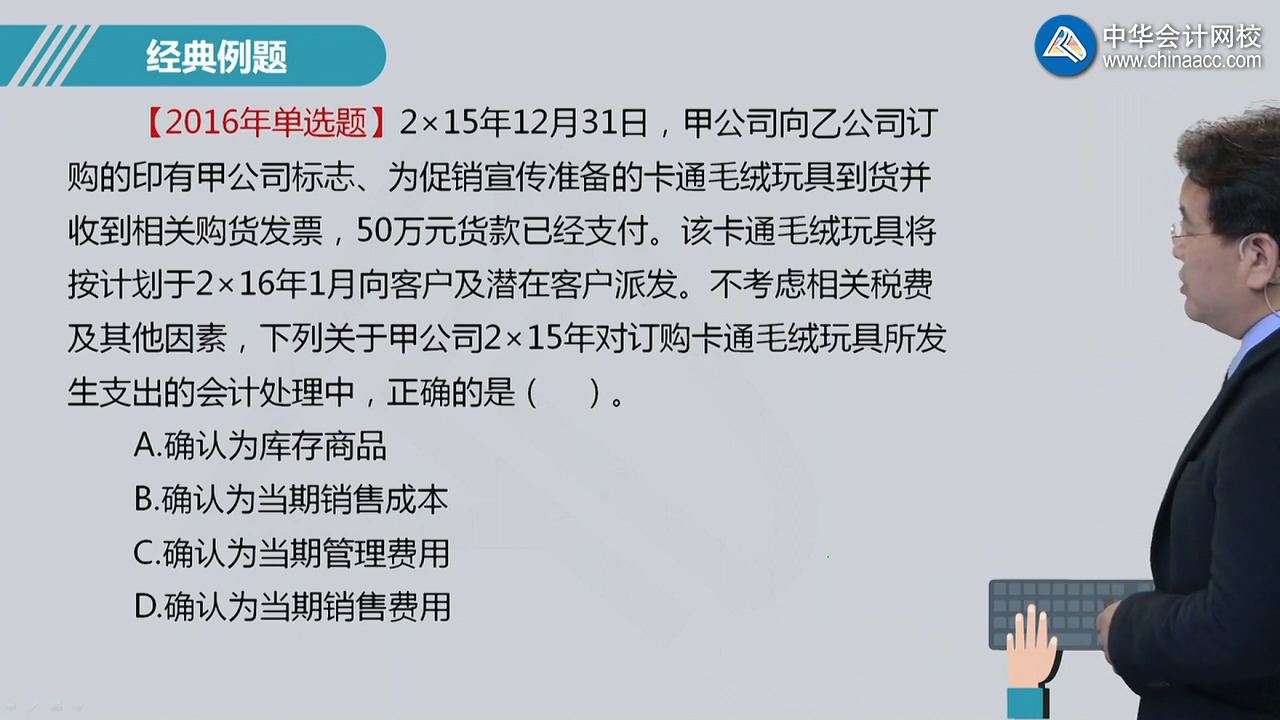 经典例题
中华会计网校
www.chinaacc.com
【2016年单选题】2×15年12月31日，甲公司向乙公司订
购的印有甲公司标志、为促销宣传准备的卡通毛绒玩具到货并
收到相关购货发票，50万元货款已经支付。该卡通毛绒玩具将
按计划于2×16年1月向客户及潜在客户派发。不考虑相关税费
及其他因素，下列关于甲公司2×15年对订购卡通毛绒玩具所发
生支出的会计处理中，正确的是（　　）。
A.确认为库存商品
B.确认为当期销售成本
C.确认为当期管理费用
D.确认为当期销售费用